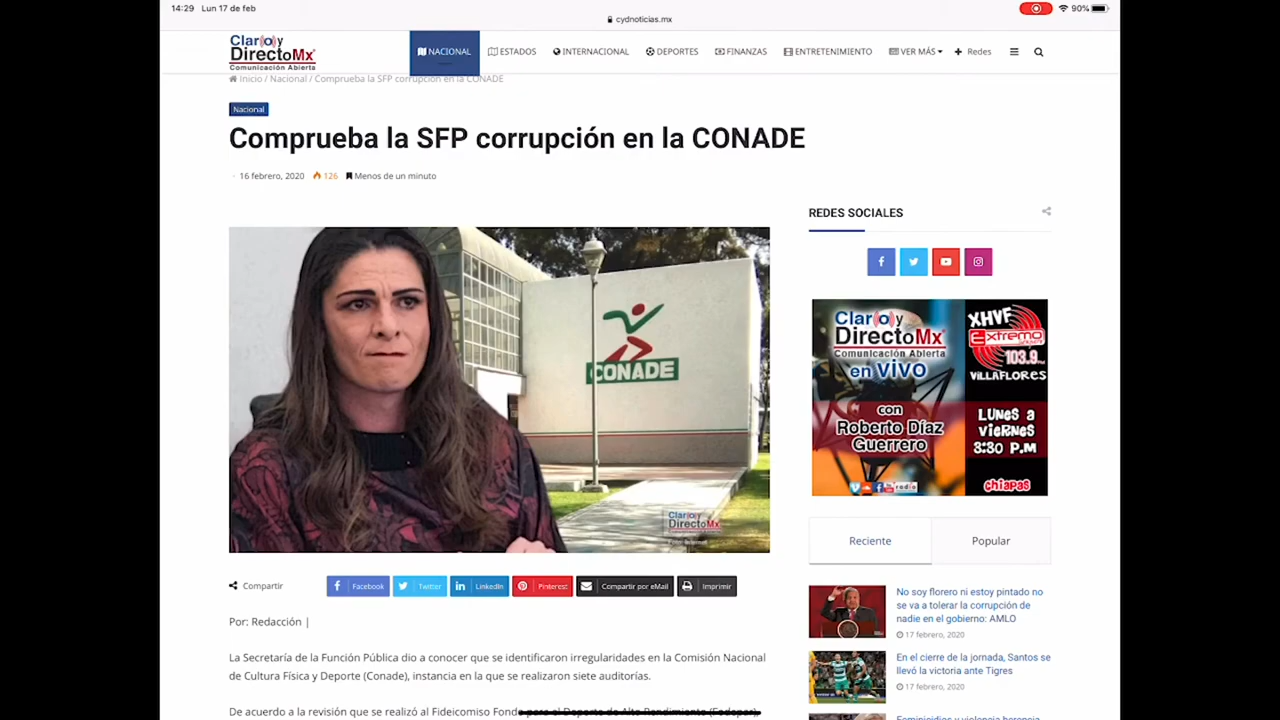 14:29 Lun 17 de feb
90%
cydnoticias.mx
Claro y
DirectoMx
Comunicación Abierta
NACIONAL
ESTADOS
INTERNACIONAL
DEPORTES
FINANZAS
ENTRETENIMIENTO
VER MÁS
Redes
Inicio / Nacional / Comprueba la SFP corrupción en la CONADE
Nacional
Comprueba la SFP corrupción en la CONADE
16 febrero, 2020 126 Menos de un minuto
CONADE
Claro y
DirectoMx
Compartir
Facebook
Twitter
LinkedIn
Pinterest
Compartir por eMail
Imprimir
Por: Redacción |
La Secretaría de la Función Pública dio a conocer que se identificaron irregularidades en la Comisión Nacional
de Cultura Física y Deporte (Conade), instancia en la que se realizaron siete auditorías.
De acuerdo a la revisión que se realizó al Fideicomiso Fondo para el Deporte de Alto Rendimiento (Fodepar),
REDES SOCIALES
Claro y
DirectoMx
Comunicación Abierta
en VIVO
con
Roberto Díaz
Guerrero
XHVF
Extremo
103.9FM
VILLAFLORES
LUNES a
VIERNES
3:30 P.M
chiapas
Reciente
Popular
No soy florero ni estoy pintado no
se va a tolerar la corrupción de
nadie en el gobierno: AMLO
17 febrero, 2020
En el cierre de la jornada, Santos se
llevó la victoria ante Tigres
17 febrero, 2020
Feminicidios y violencia herencia